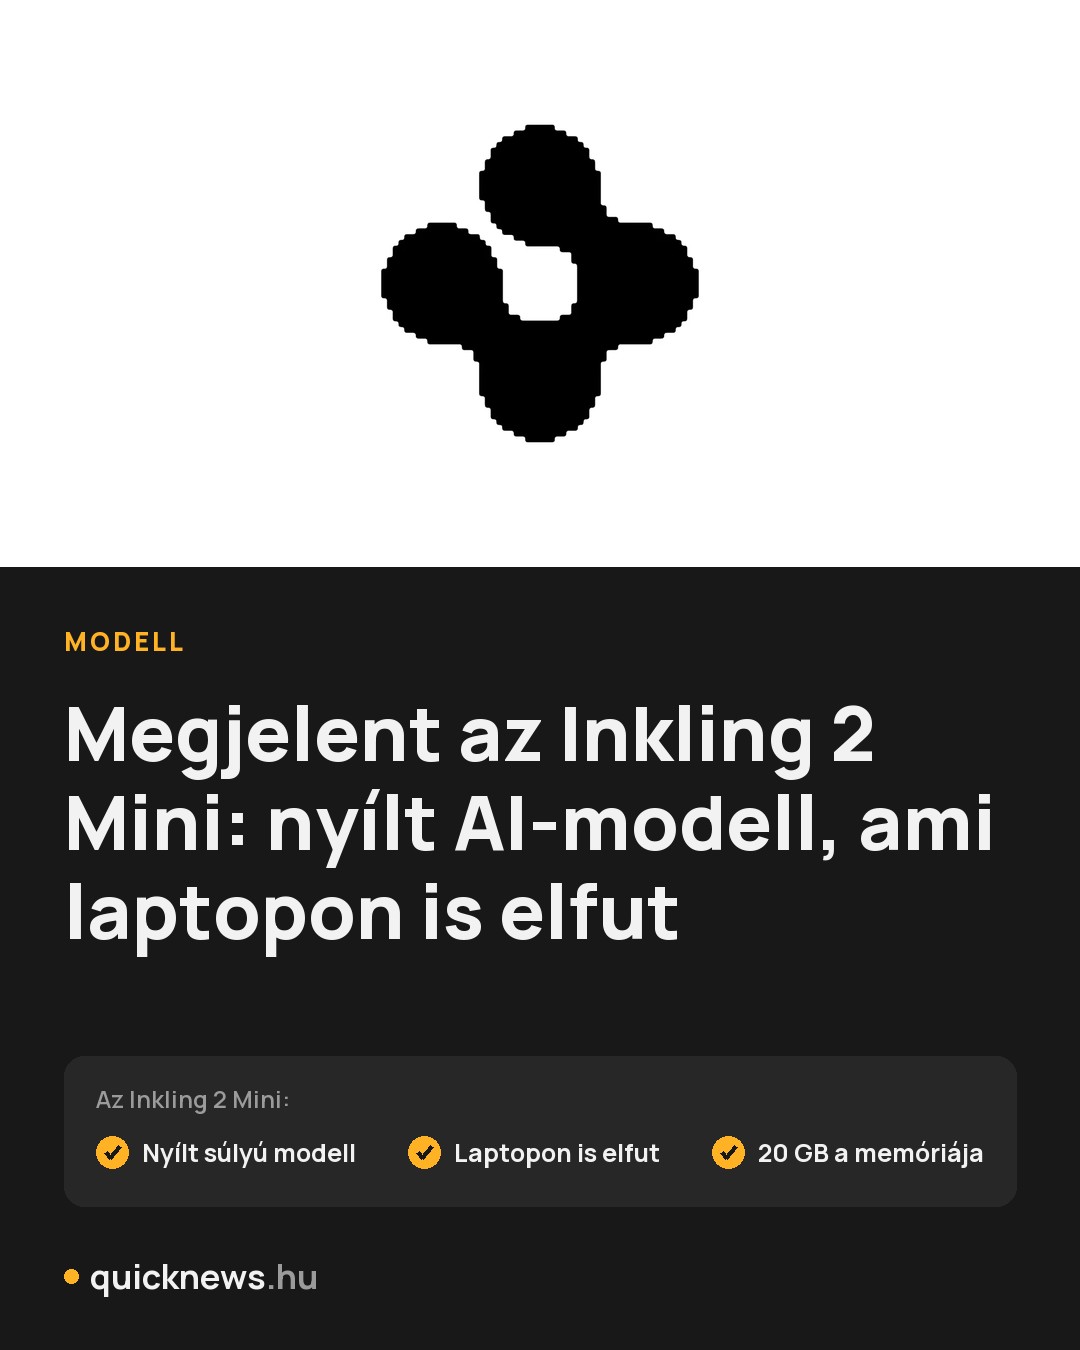 MODELL
Megjelent az Inkling 2
Mini: nyílt AI-modell, ami
laptopon is elfut
Az Inkling 2 Mini:
Nyílt súlyú modell
Laptopon is elfut
20 GB a memóriája
quicknews.hu